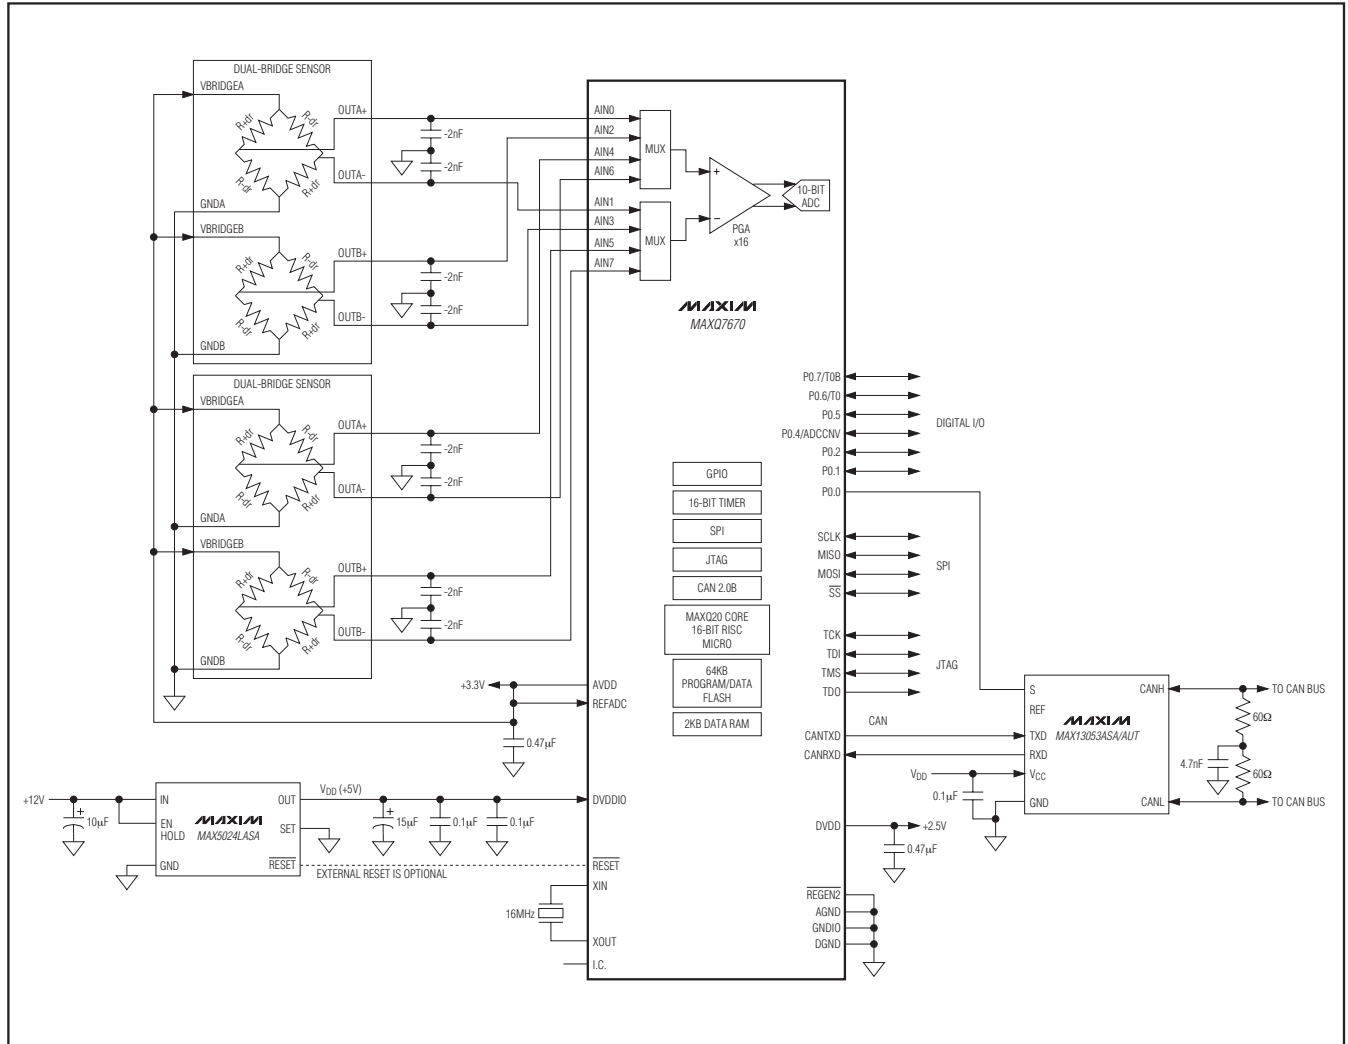 DUAL-BRIDGE SENSOR
VBRIDGEA
R+dr
R-dr
R-dr
R+dr
OUTA+
OUTA-
GNDA
VBRIDGEB
R+dr
R-dr
R-dr
R+dr
OUTB+
OUTB-
GNDB
-2nF
-2nF
-2nF
-2nF
DUAL-BRIDGE SENSOR
VBRIDGEA
R+dr
R-dr
R-dr
R+dr
OUTA+
OUTA-
GNDA
VBRIDGEB
R+dr
R-dr
R-dr
R+dr
OUTB+
OUTB-
GNDB
-2nF
-2nF
-2nF
-2nF
AIN0
AIN2
AIN4
AIN6
AIN1
AIN3
AIN5
AIN7
MUX
MUX
+
−
PGA
x16
10-BIT
ADC
MAXIM
MAXQ7670
GPIO
16-BIT TIMER
SPI
JTAG
CAN 2.0B
MAXQ20 CORE
16-BIT RISC
MICRO
64KB
PROGRAM/DATA
FLASH
2KB DATA RAM
P0.7/T0B
P0.6/T0
P0.5
P0.4/ADCCNV
P0.2
P0.1
P0.0
DIGITAL I/O
SCLK
MISO
MOSI
SS
SPI
TCK
TDI
TMS
TDO
JTAG
CANTXD
CANRXD
CAN
DVDD
+2.5V
0.47µF
REGEN2
AGND
GNDIO
DGND
+3.3V
AVDD
REFADC
0.47µF
+12V
10µF
IN
EN
HOLD
GND
MAXIM
MAX5024LASA
OUT
SET
RESET
VDD (+5V)
15µF
0.1µF
0.1µF
DVDDIO
EXTERNAL RESET IS OPTIONAL
RESET
XIN
16MHz
XOUT
I.C.
S
REF
TXD
RXD
VCC
GND
MAXIM
MAX13053ASA/AUT
CANH
CANL
VDD
0.1µF
4.7nF
60Ω
60Ω
TO CAN BUS
TO CAN BUS